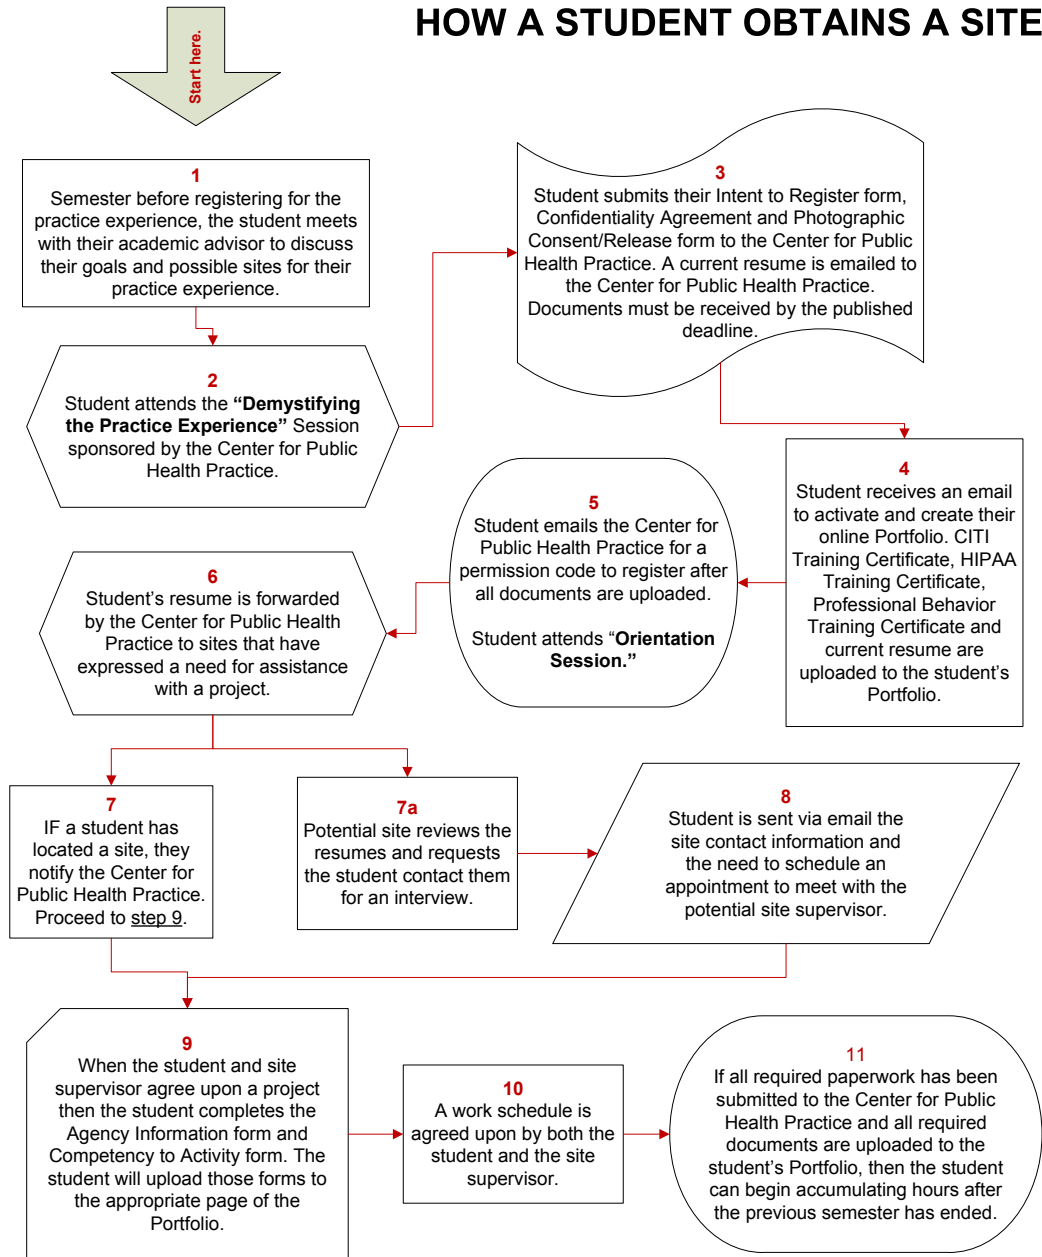 HOW A STUDENT OBTAINS A SITE
Start here.
1
Semester before registering for the
practice experience, the student meets
with their academic advisor to discuss
their goals and possible sites for their
practice experience.
2
Student attends the “Demystifying
the Practice Experience” Session
sponsored by the Center for Public
Health Practice.
3
Student submits their Intent to Register form,
Confidentiality Agreement and Photographic
Consent/Release form to the Center for Public
Health Practice. A current resume is emailed to
the Center for Public Health Practice.
Documents must be received by the published
deadline.
4
Student receives an email
to activate and create their
online Portfolio. CITI
Training Certificate, HIPAA
Training Certificate,
Professional Behavior
Training Certificate and
current resume are
uploaded to the student’s
Portfolio.
5
Student emails the Center for
Public Health Practice for a
permission code to register after
all documents are uploaded.
Student attends “Orientation
Session.”
6
Student’s resume is forwarded
by the Center for Public Health
Practice to sites that have
expressed a need for assistance
with a project.
7
IF a student has
located a site, they
notify the Center for
Public Health Practice.
Proceed to step 9.
7a
Potential site reviews the
resumes and requests
the student contact them
for an interview.
8
Student is sent via email the
site contact information and
the need to schedule an
appointment to meet with the
potential site supervisor.
9
When the student and site
supervisor agree upon a project
then the student completes the
Agency Information form and
Competency to Activity form. The
student will upload those forms to
the appropriate page of the
Portfolio.
10
A work schedule is
agreed upon by both the
student and the site
supervisor.
11
If all required paperwork has been
submitted to the Center for Public
Health Practice and all required
documents are uploaded to the
student’s Portfolio, then the student
can begin accumulating hours after
the previous semester has ended.